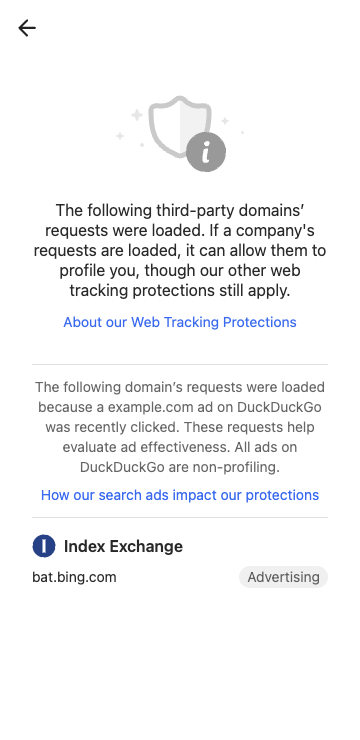 The following third-party domains’
requests were loaded. If a company's
requests are loaded, it can allow them to
profile you, though our other web
tracking protections still apply.
About our Web Tracking Protections
The following domain’s requests were loaded
because a example.com ad on DuckDuckGo
was recently clicked. These requests help
evaluate ad effectiveness. All ads on
DuckDuckGo are non-profiling.
How our search ads impact our protections
I Index Exchange
bat.bing.com Advertising